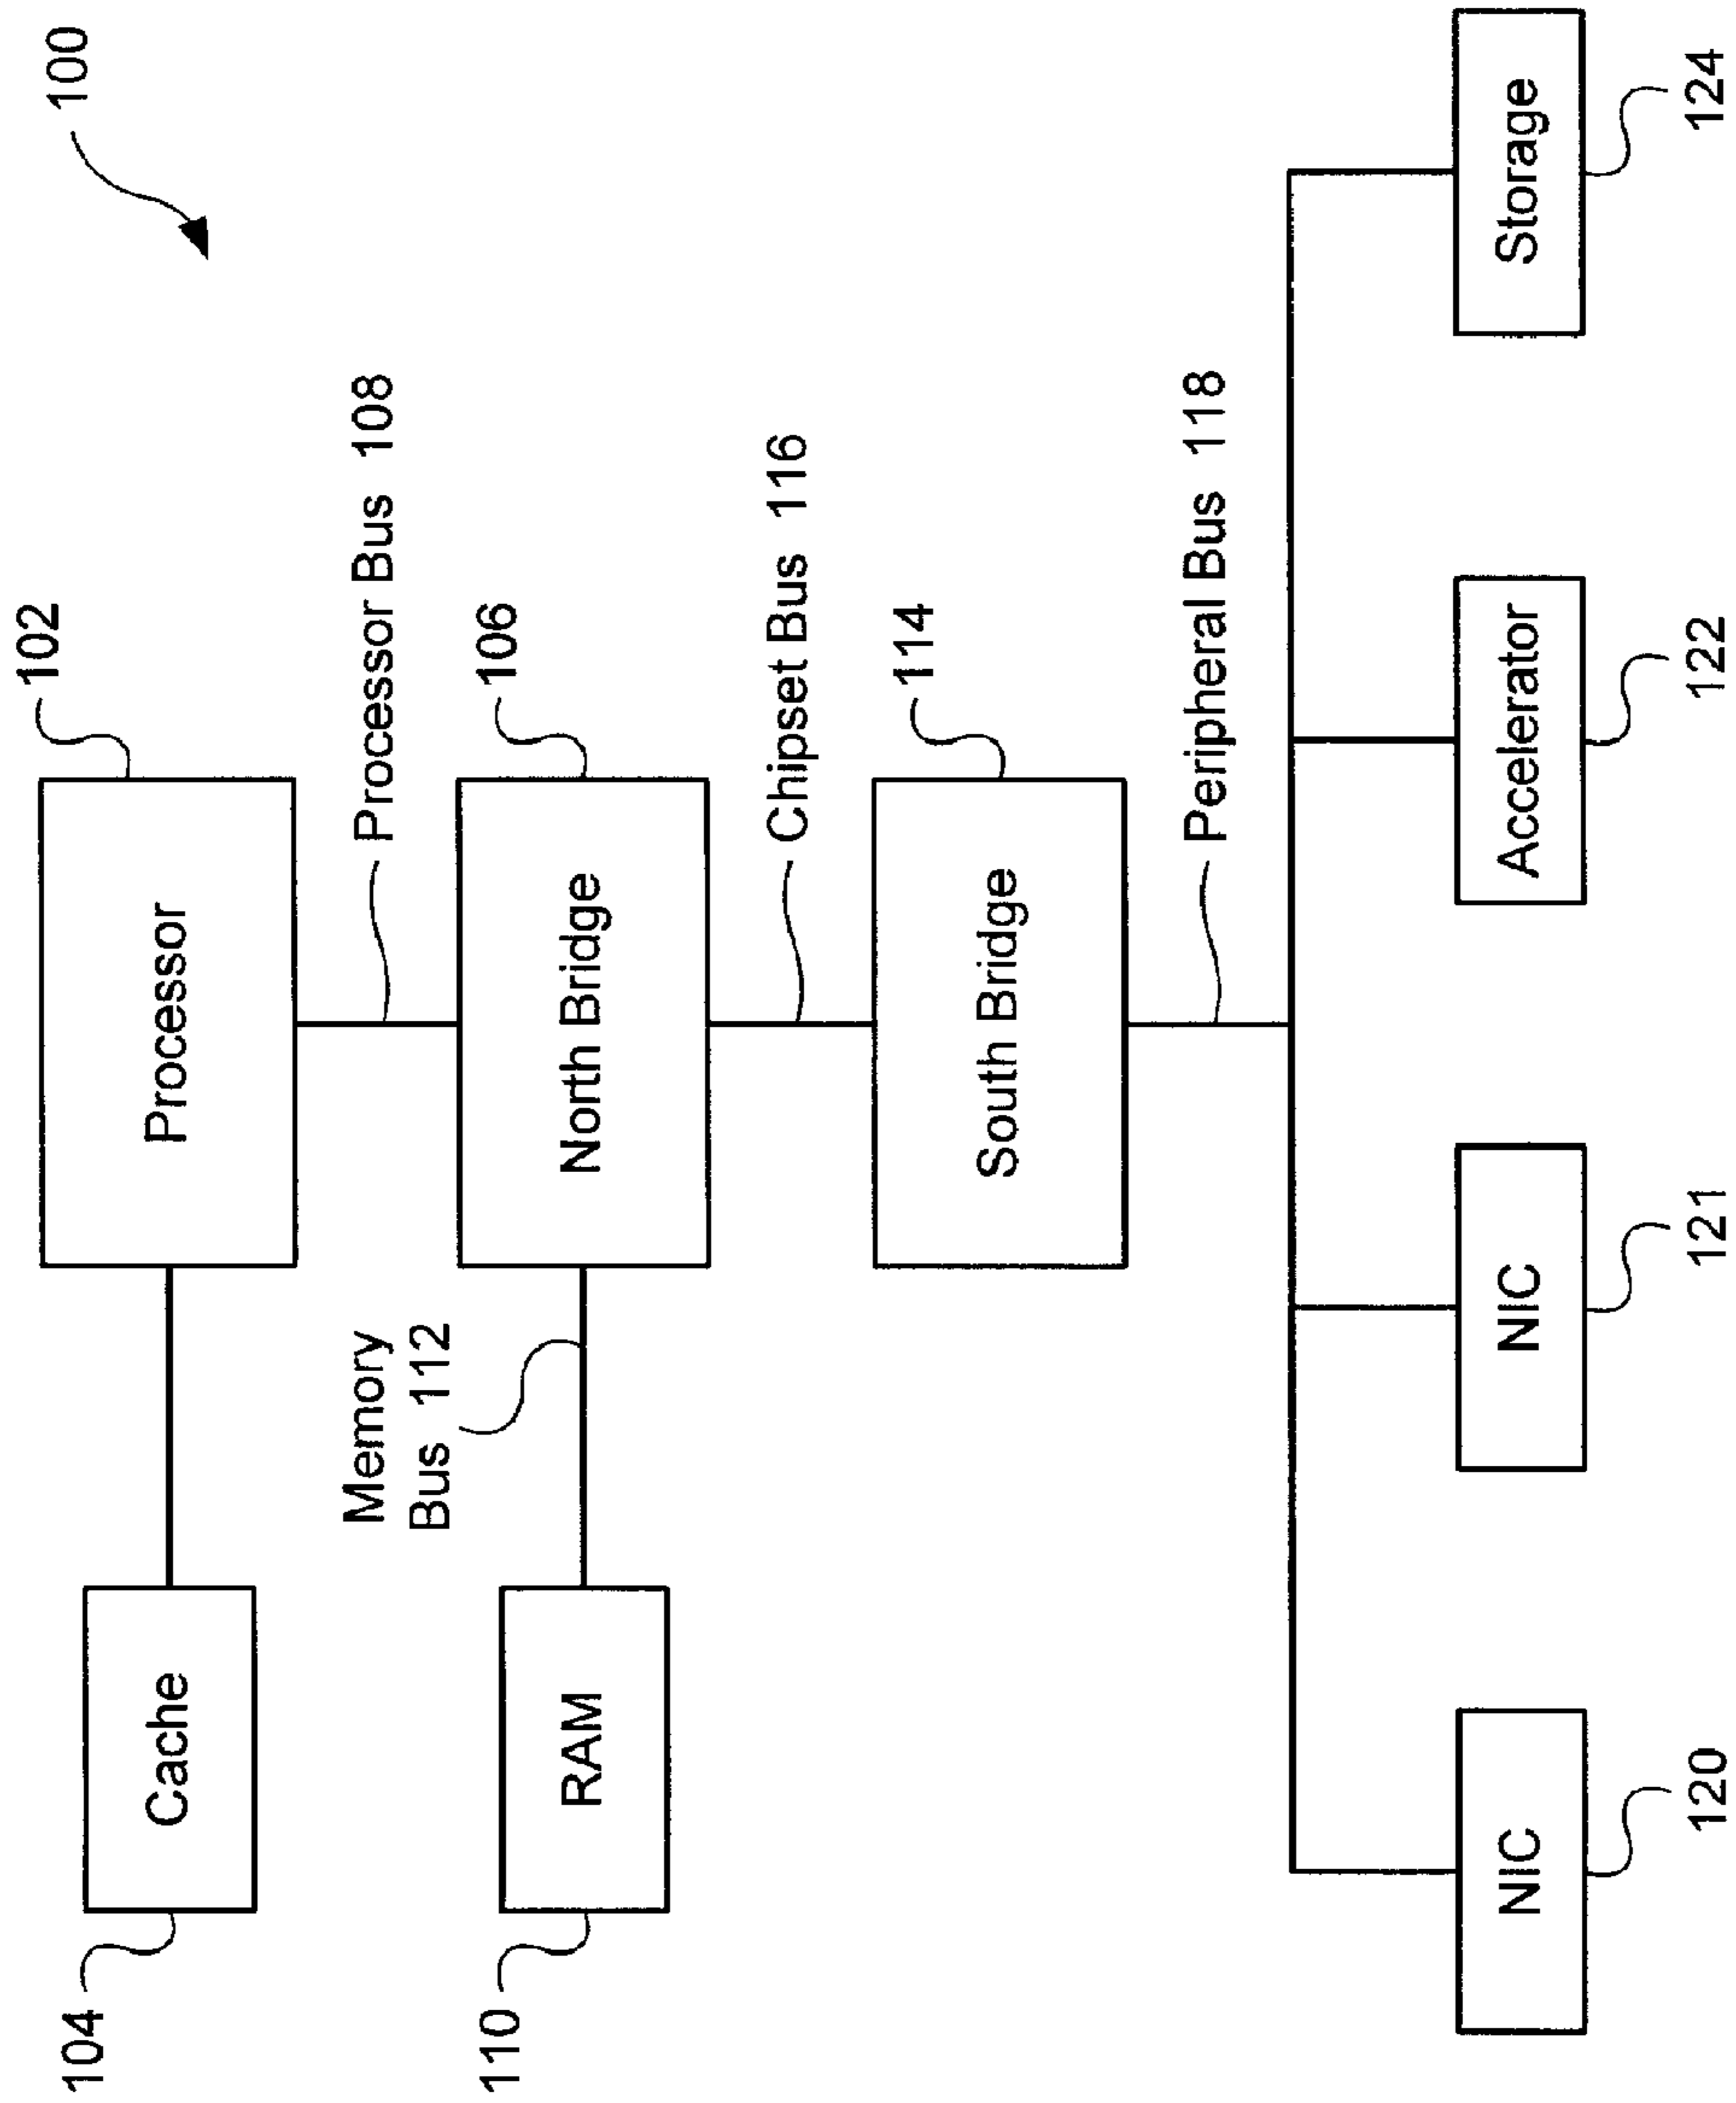 100
102
Processor
Cache
104
Processor Bus 108
106
North Bridge
Memory
Bus 112
RAM
110
Chipset Bus 116
114
South Bridge
Peripheral Bus 118
NIC
NIC
Accelerator
Storage
120
121
122
124